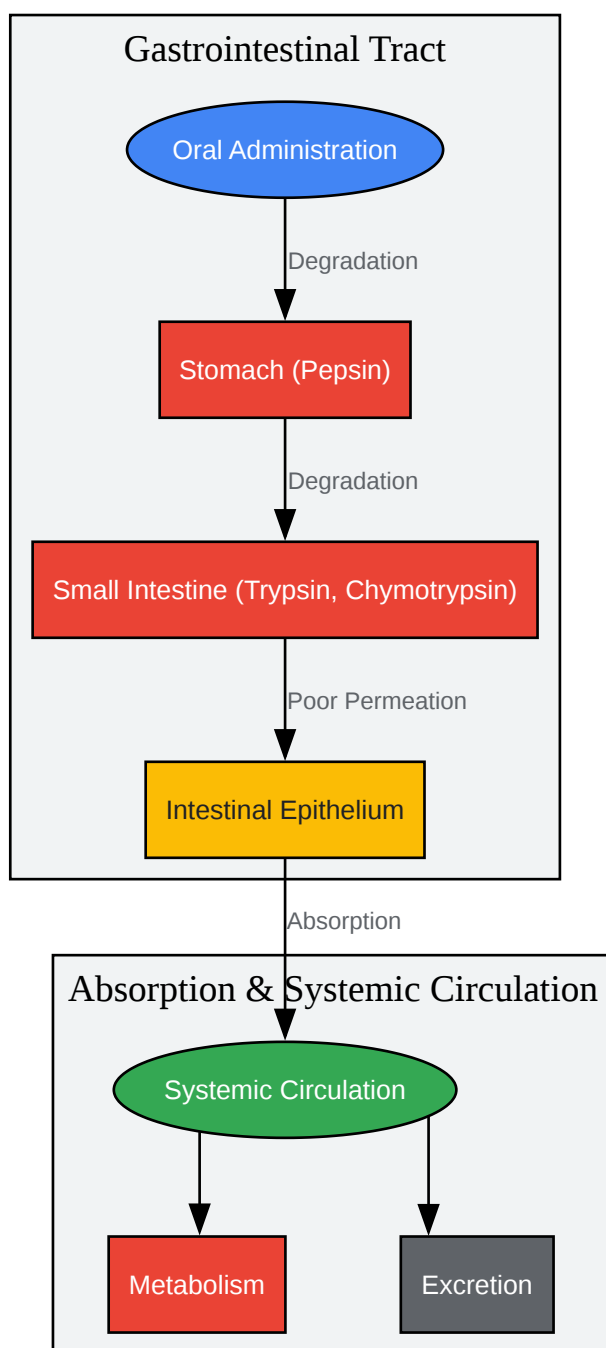 Gastrointestinal Tract
Oral Administration
Degradation
Stomach (Pepsin)
Degradation
Small Intestine (Trypsin, Chymotrypsin)
Poor Permeation
Intestinal Epithelium
Absorption
Absorption & Systemic Circulation
Systemic Circulation
Metabolism
Excretion